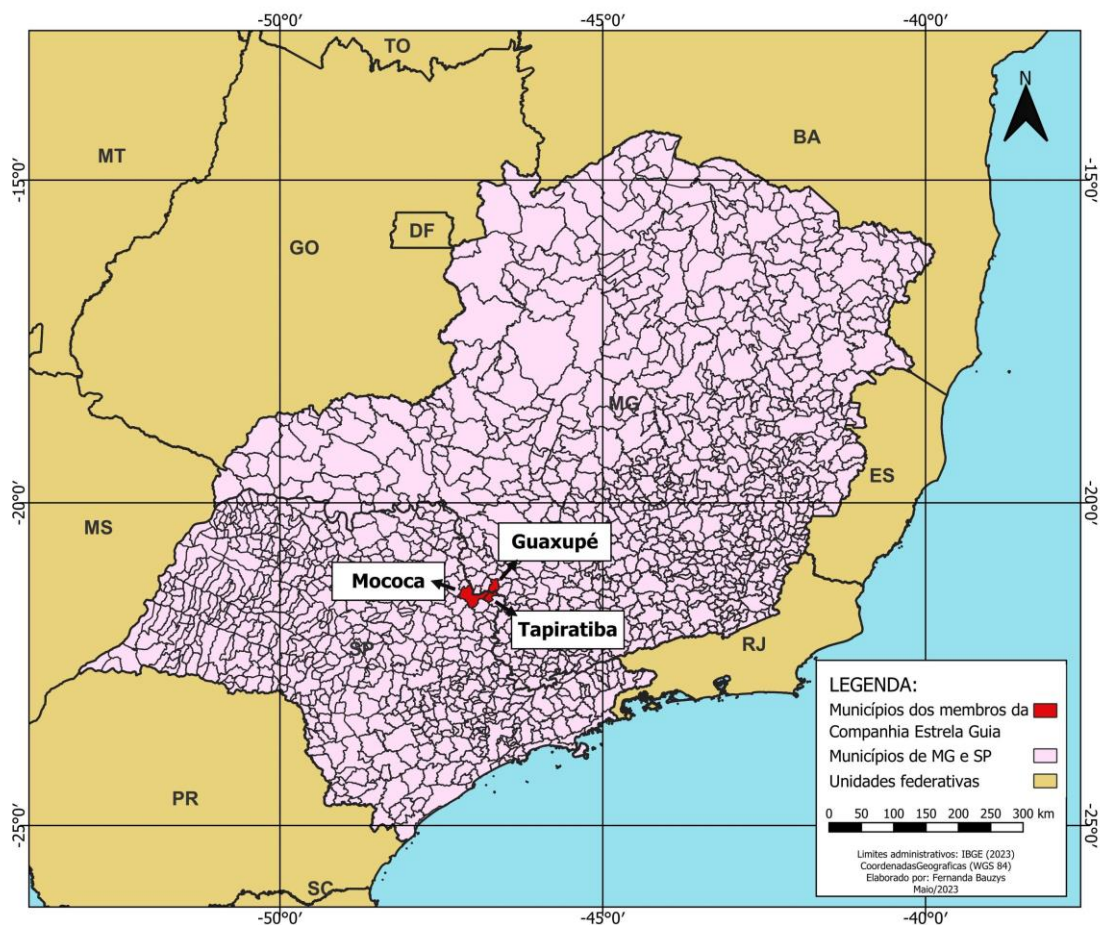 -50°0'
-45°0'
-40°0'
TO
N
BA
MT
-15°0'
-15°0'
DF
GO
MG
ES
-20°0'
-20°0'
MS
Guaxupé
Mococa
Tapiratiba
SP
RJ
LEGENDA:
Municípios dos membros da
Companhia Estrela Guia
Municípios de MG e SP
Unidades federativas
PR
0 50 100 150 200 250 300 km
-25°0'
-25°0'
Limites administrativos: IBGE (2023)
CoordenadasGeograficas (WGS 84)
Elaborado por: Fernanda Bauzys
Maio/2023
SC
-50°0'
-45°0'
-40°0'